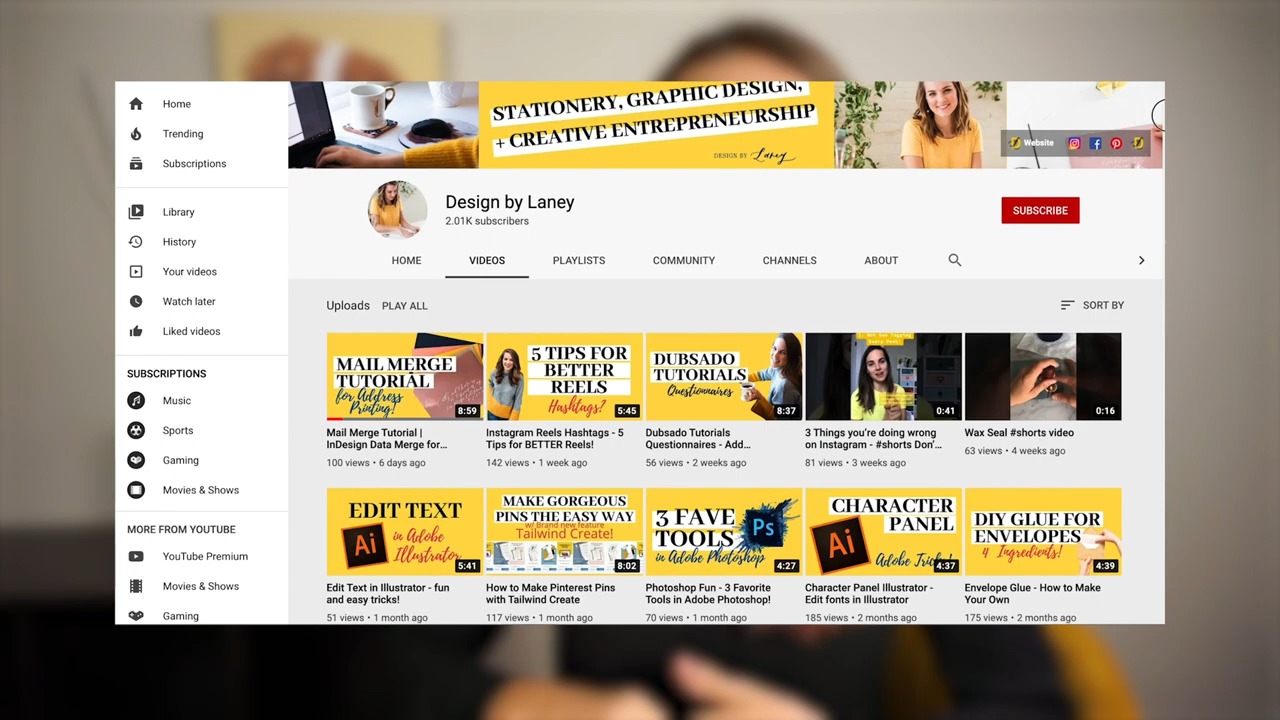 Home
Trending
Subscriptions
Library
History
Your videos
Watch later
Liked videos
SUBSCRIPTIONS
Music
Sports
Gaming
Movies & Shows
MORE FROM YOUTUBE
YouTube Premium
Movies & Shows
Gaming
STATIONERY, GRAPHIC DESIGN,
+ CREATIVE ENTREPRENEURSHIP
DESIGN BY Laney
Website
Design by Laney
2.01K subscribers
SUBSCRIBE
HOME VIDEOS PLAYLISTS COMMUNITY CHANNELS ABOUT
Uploads PLAY ALL SORT BY
MAIL MERGE
TUTORIAL
for Address
Printing!
8:59
Mail Merge Tutorial |
InDesign Data Merge for...
100 views • 6 days ago
5 TIPS FOR
BETTER
REELS
Hashtags?
5:45
Instagram Reels Hashtags - 5
Tips for BETTER Reels!
142 views • 1 week ago
DUBSADO
TUTORIALS
Questionnaires
8:37
Dubsado Tutorials
Questionnaires - Add...
56 views • 2 weeks ago
Every Post!
0:41
3 Things you're doing wrong
on Instagram - #shorts Don'...
81 views • 3 weeks ago
0:16
Wax Seal #shorts video
63 views • 4 weeks ago
EDIT TEXT
Ai
in Adobe
Illustrator
5:41
Edit Text in Illustrator - fun
and easy tricks!
51 views • 1 month ago
MAKE GORGEOUS
PINS THE EASY WAY
w/ Brand new feature
Tailwind Create!
8:02
How to Make Pinterest Pins
with Tailwind Create
117 views • 1 month ago
3 FAVE
TOOLS
Ps
in Adobe Photoshop
4:27
Photoshop Fun - 3 Favorite
Tools in Adobe Photoshop!
70 views • 1 month ago
CHARACTER
PANEL
Ai
Adobe
4:37
Character Panel Illustrator -
Edit fonts in Illustrator
185 views • 2 months ago
DIY GLUE FOR
ENVELOPES
4 Ingredients!
4:39
Envelope Glue - How to Make
Your Own
175 views • 2 months ago